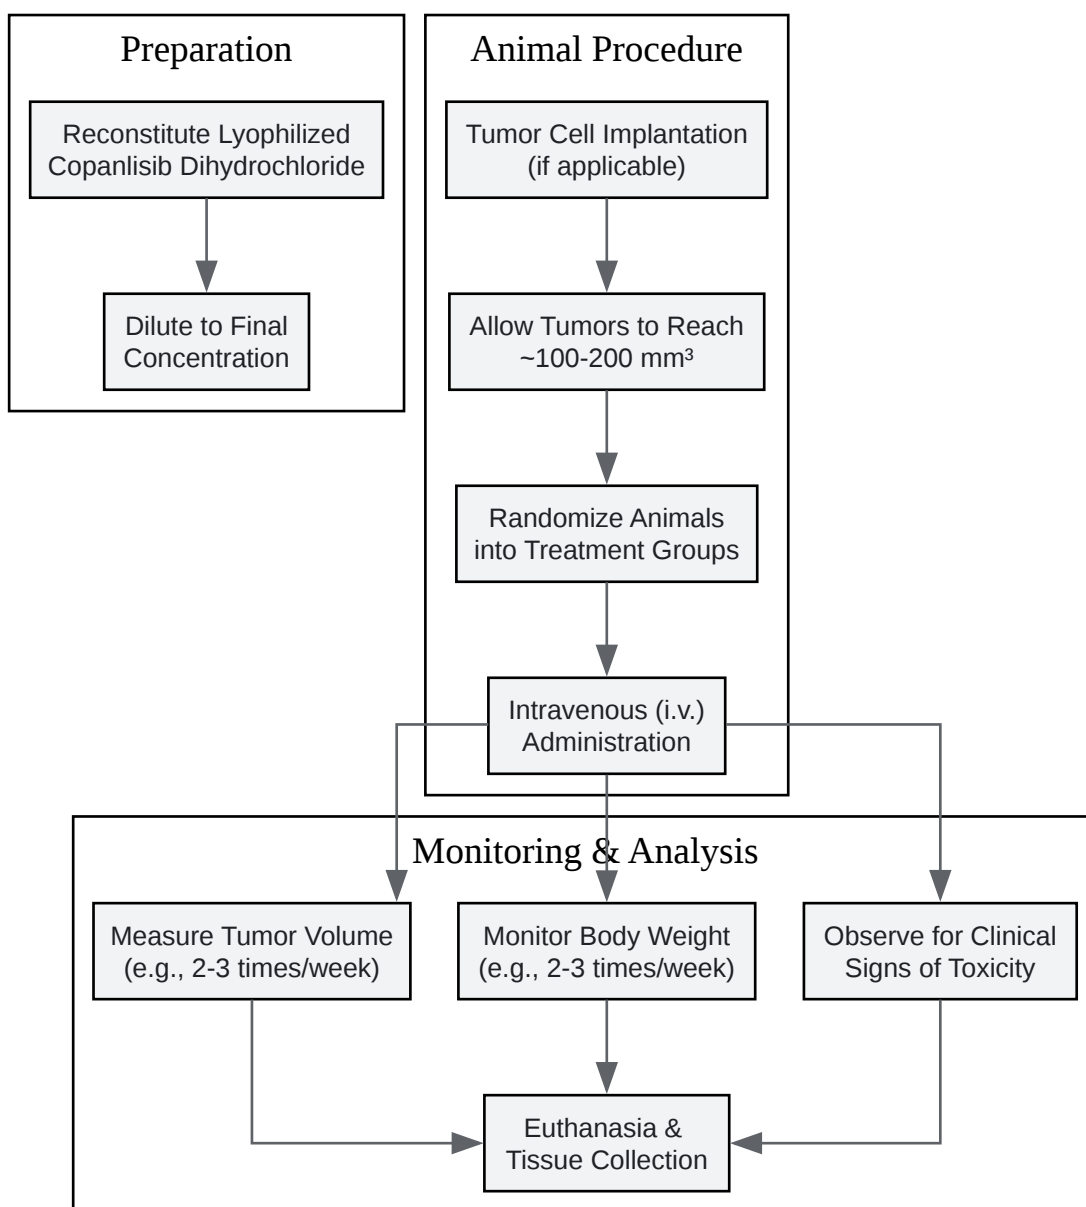 Preparation
Reconstitute Lyophilized
Copanlisib Dihydrochloride
Dilute to Final
Concentration
Animal Procedure
Tumor Cell Implantation
(if applicable)
Allow Tumors to Reach
~100-200 mm³
Randomize Animals
into Treatment Groups
Intravenous (i.v.)
Administration
Monitoring & Analysis
Measure Tumor Volume
(e.g., 2-3 times/week)
Monitor Body Weight
(e.g., 2-3 times/week)
Observe for Clinical
Signs of Toxicity
Euthanasia &
Tissue Collection